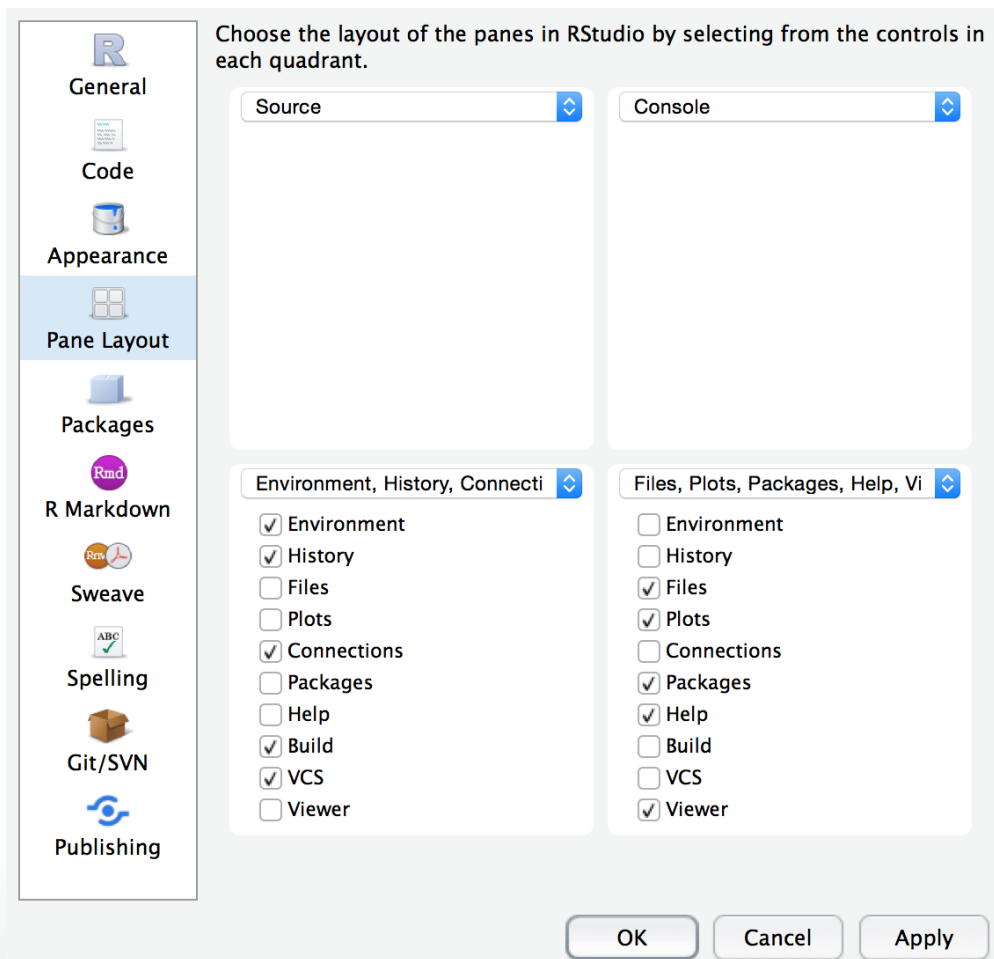 Choose the layout of the panes in RStudio by selecting from the controls in
each quadrant.
R
General
Code
Appearance
Pane Layout
Packages
Rmd
R Markdown
Rnw
Sweave
ABC
Spelling
Git/SVN
Publishing
Source
Console
Environment, History, Connecti
Environment
History
Files
Plots
Connections
Packages
Help
Build
VCS
Viewer
Files, Plots, Packages, Help, Vi
Environment
History
Files
Plots
Connections
Packages
Help
Build
VCS
Viewer
OK
Cancel
Apply